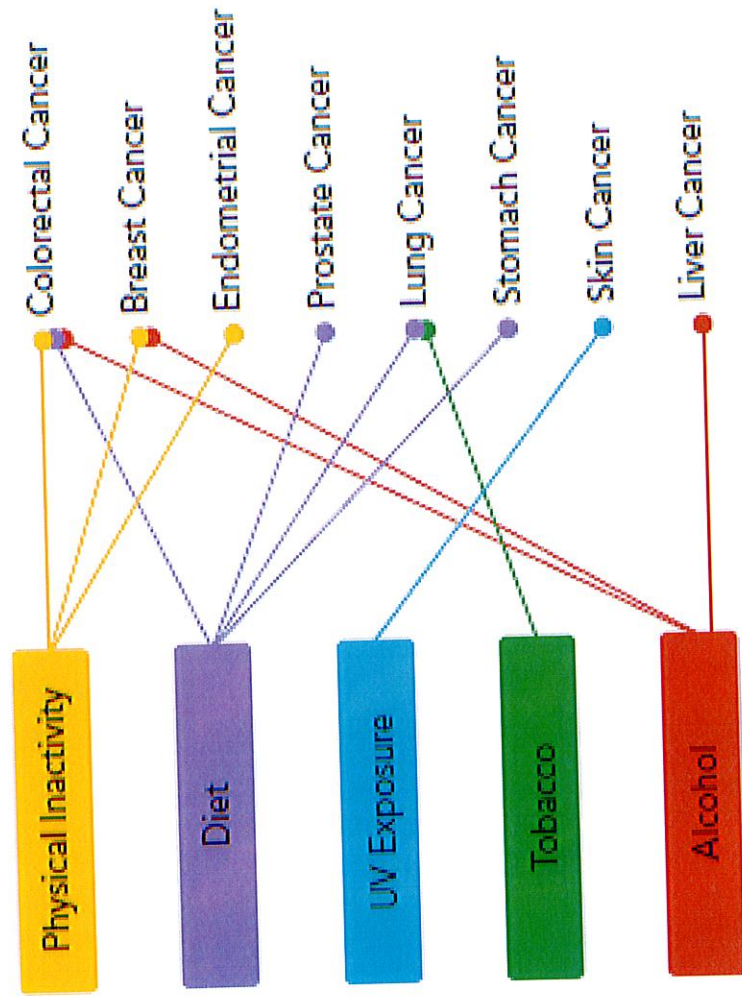 Physical Inactivity
Diet
UV Exposure
Tobacco
Alcohol
Colorectal Cancer
Breast Cancer
Endometrial Cancer
Prostate Cancer
Lung Cancer
Stomach Cancer
Skin Cancer
Liver Cancer